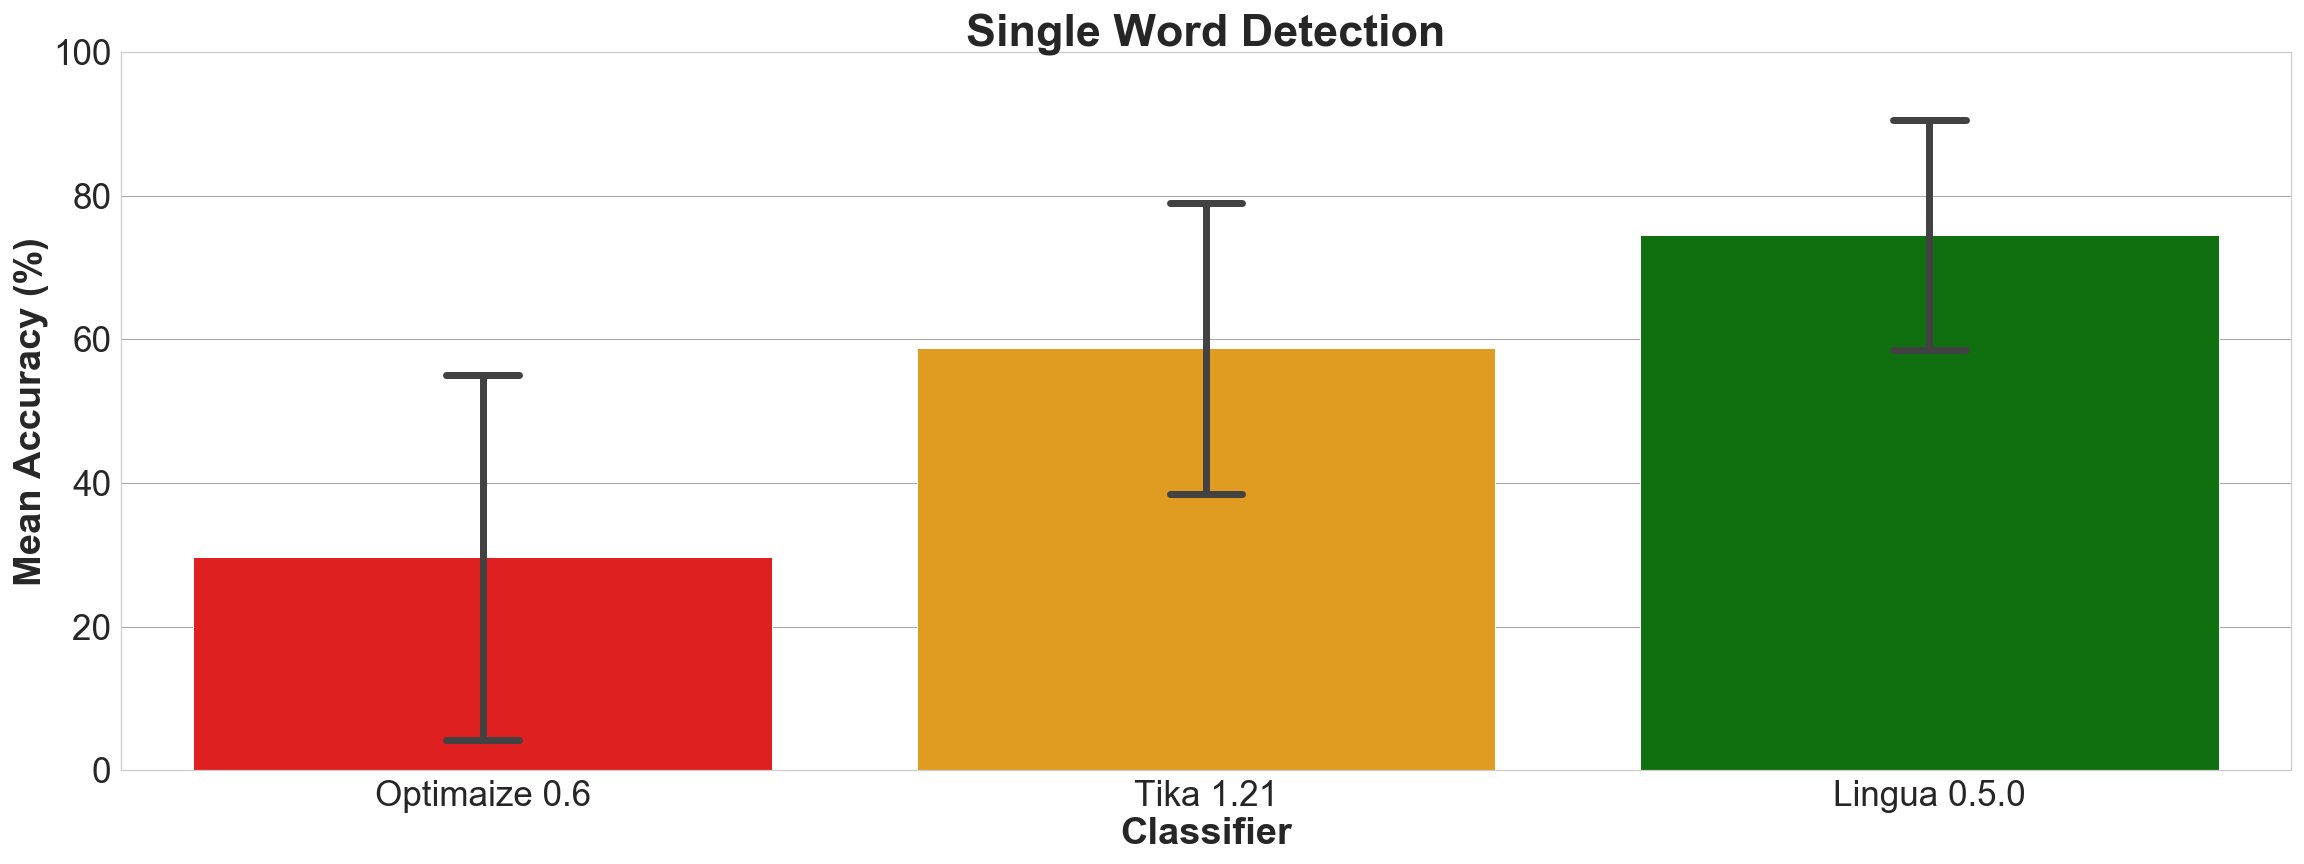 Single Word Detection
100
80
60
40
20
0
Mean Accuracy (%)
Optimaize 0.6
Tika 1.21
Lingua 0.5.0
Classifier